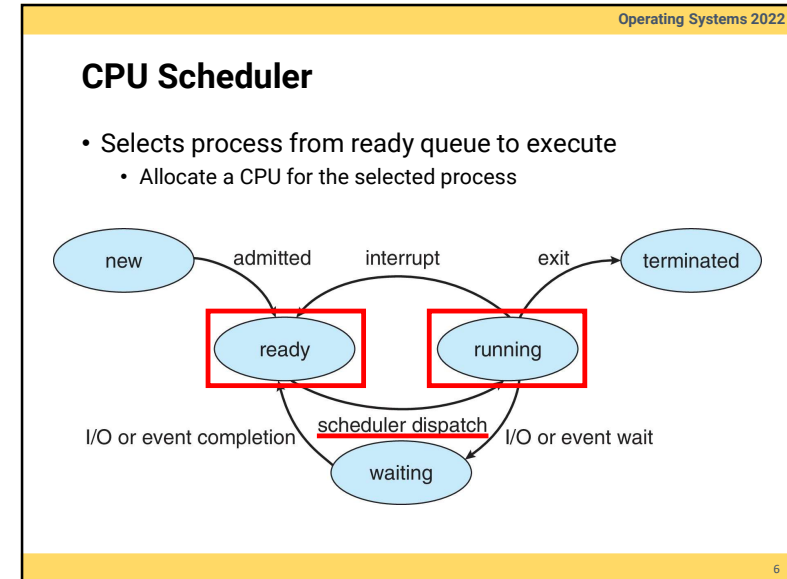 Operating Systems 2022
CPU Scheduler
• Selects process from ready queue to execute
• Allocate a CPU for the selected process
new
admitted
interrupt
exit
terminated
ready
running
I/O or event completion
scheduler dispatch
I/O or event wait
waiting
6